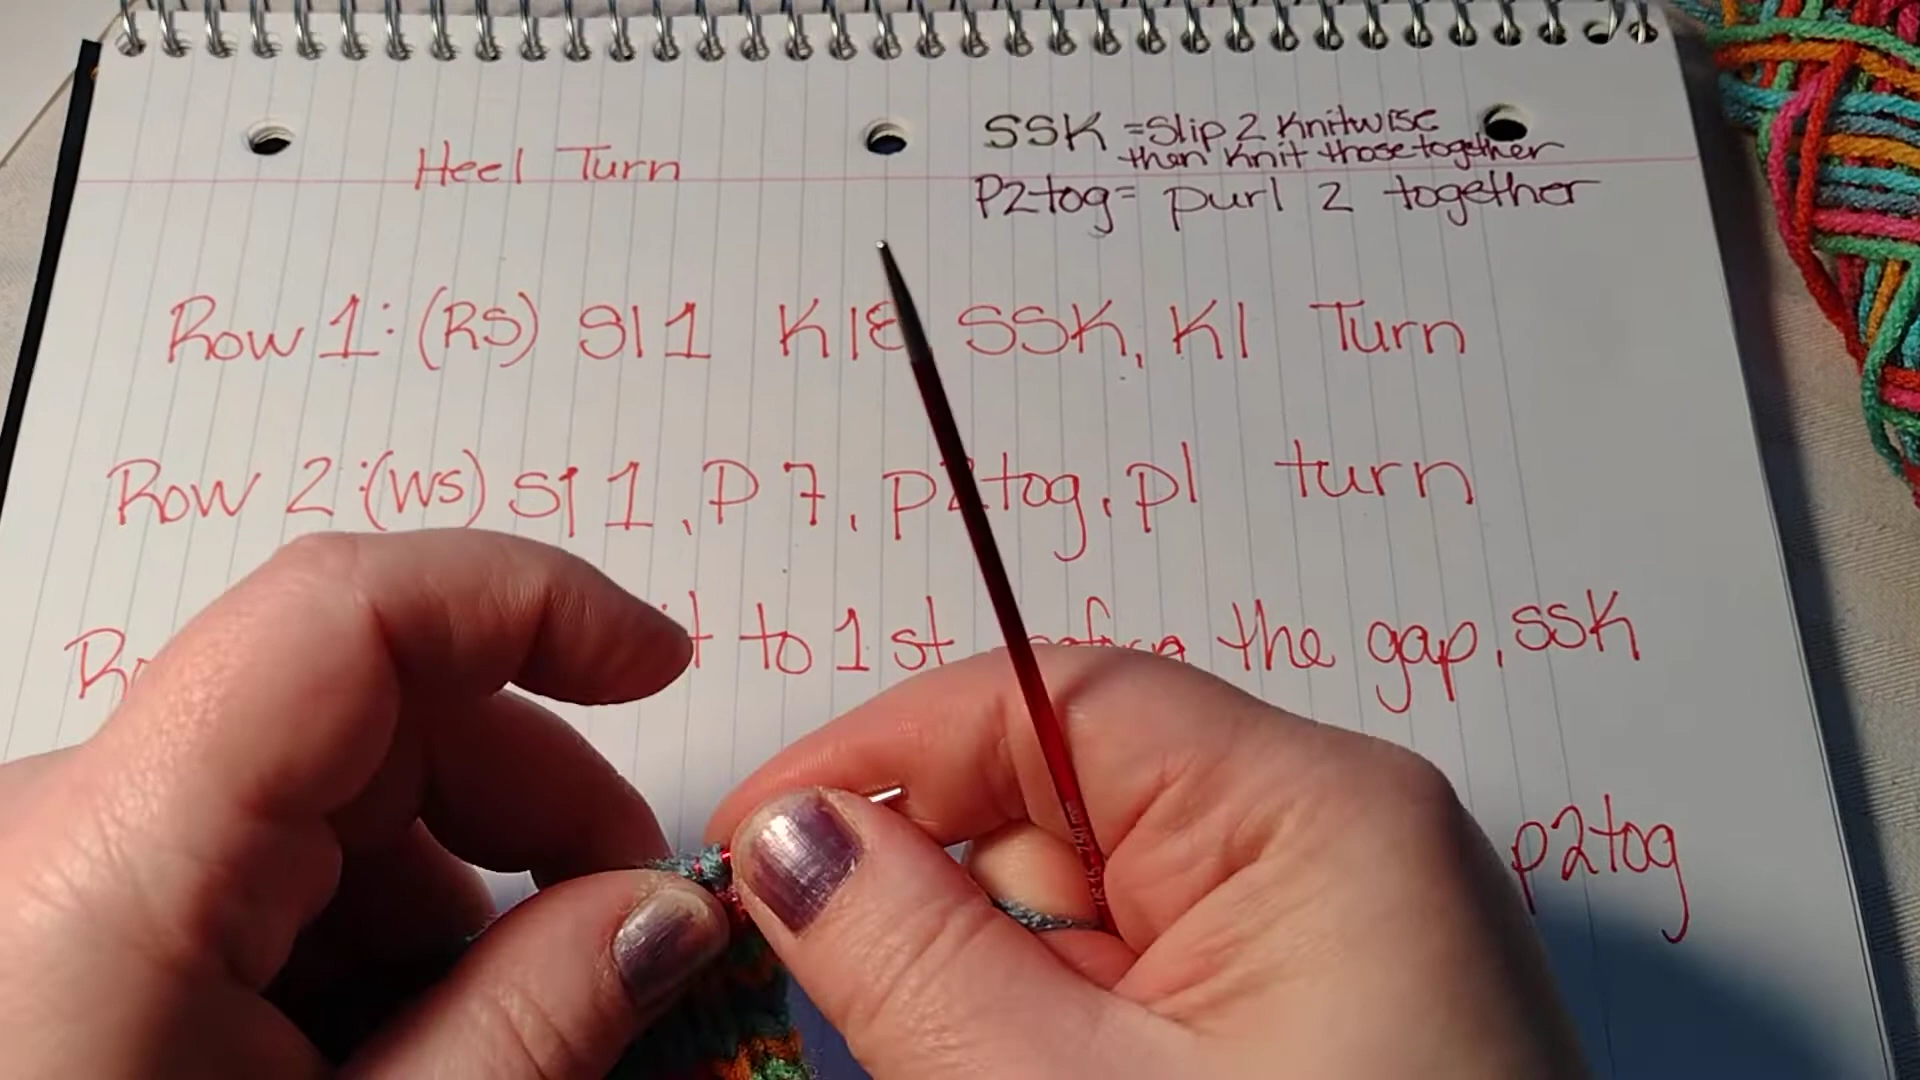 Heel Turn
SSK = Slip 2 Knitwise
then Knit those together
P2tog = purl 2 together
Row 1: (RS) Sl 1 K18 SSK, K1 Turn
Row 2: (WS) Sl 1, P 7, p2tog, p1 turn
to 1 st before the gap, SSK
p2tog